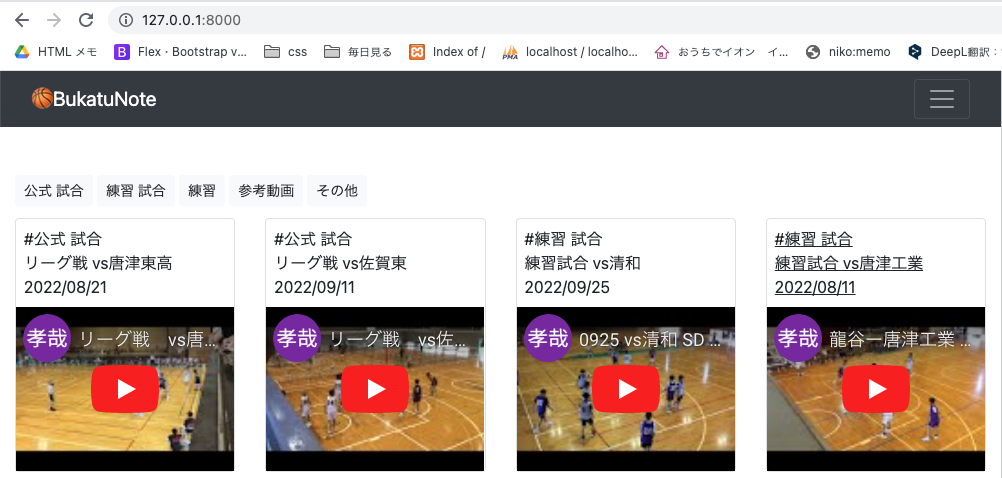 127.0.0.1:8000
HTML メモ
Flex · Bootstrap v...
css
毎日見る
Index of /
PMA
localhost / localho...
おうちでイオン　イ...
niko:memo
DeepL翻訳：
BukatuNote
公式 試合
練習 試合
練習
参考動画
その他
#公式 試合
リーグ戦 vs唐津東高
2022/08/21
孝哉
リーグ戦　vs唐...
#公式 試合
リーグ戦 vs佐賀東
2022/09/11
孝哉
リーグ戦　vs佐...
#練習 試合
練習試合 vs清和
2022/09/25
孝哉
0925 vs清和 SD ...
#練習 試合
練習試合 vs唐津工業
2022/08/11
孝哉
龍谷ー唐津工業 ...